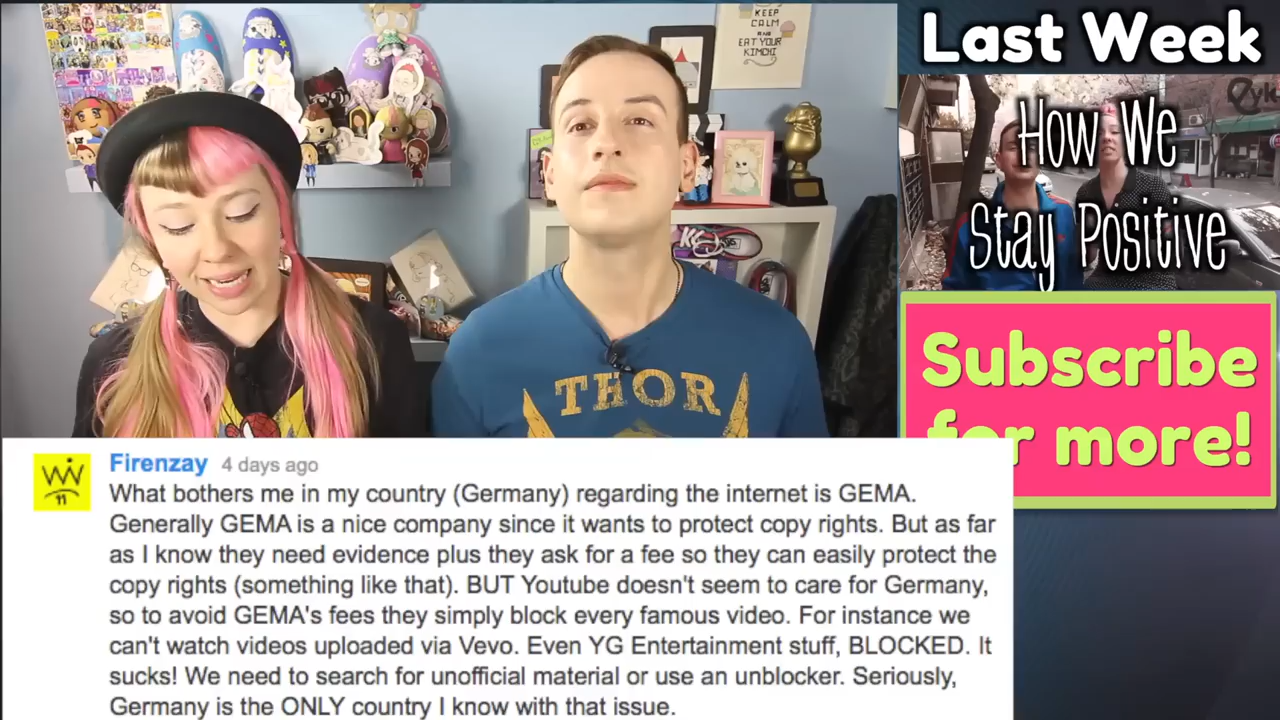 KEEP
CALM
AND
EAT YOUR
KIMCHI
Last Week
How We
Stay Positive
THOR
Subscribe
for more!
Firenzay 4 days ago
What bothers me in my country (Germany) regarding the internet is GEMA.
Generally GEMA is a nice company since it wants to protect copy rights. But as far
as I know they need evidence plus they ask for a fee so they can easily protect the
copy rights (something like that). BUT Youtube doesn't seem to care for Germany,
so to avoid GEMA's fees they simply block every famous video. For instance we
can't watch videos uploaded via Vevo. Even YG Entertainment stuff, BLOCKED. It
sucks! We need to search for unofficial material or use an unblocker. Seriously,
Germany is the ONLY country I know with that issue.